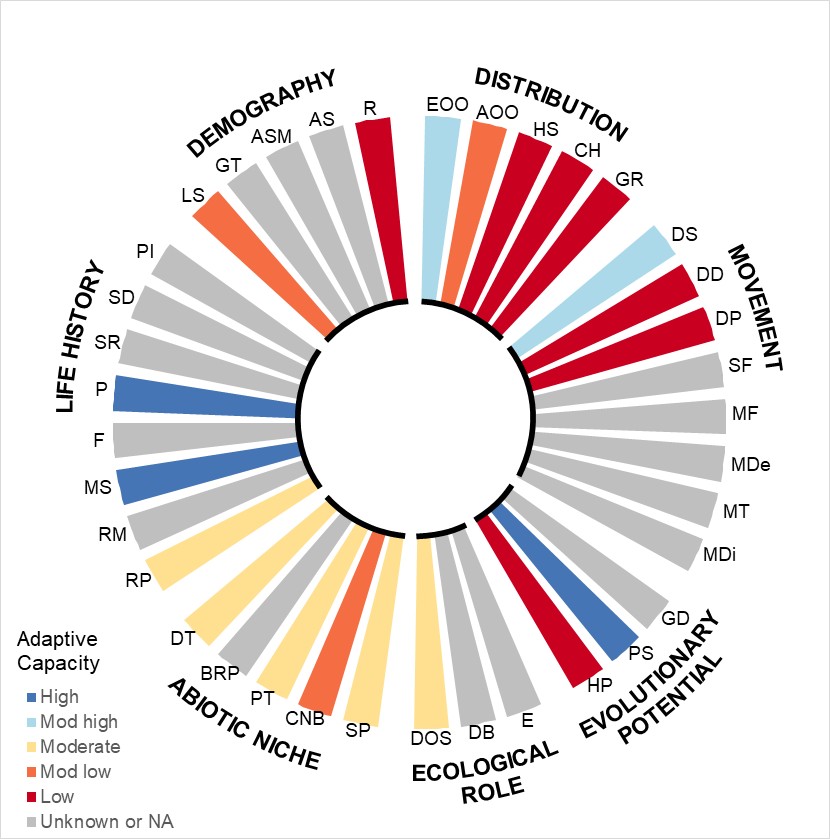 DISTRIBUTION
EOO
AOO
HS
CH
GR
MOVEMENT
DS
DD
DP
SF
MF
MDe
MT
MDi
EVOLUTIONARY
POTENTIAL
GD
PS
HP
ECOLOGICAL
ROLE
E
DB
DOS
ABIOTIC NICHE
SP
CNB
PT
BRP
DT
LIFE HISTORY
RP
RM
MS
F
P
SR
SD
PI
DEMOGRAPHY
LS
GT
ASM
AS
R
Adaptive
Capacity
High
Mod high
Moderate
Mod low
Low
Unknown or NA